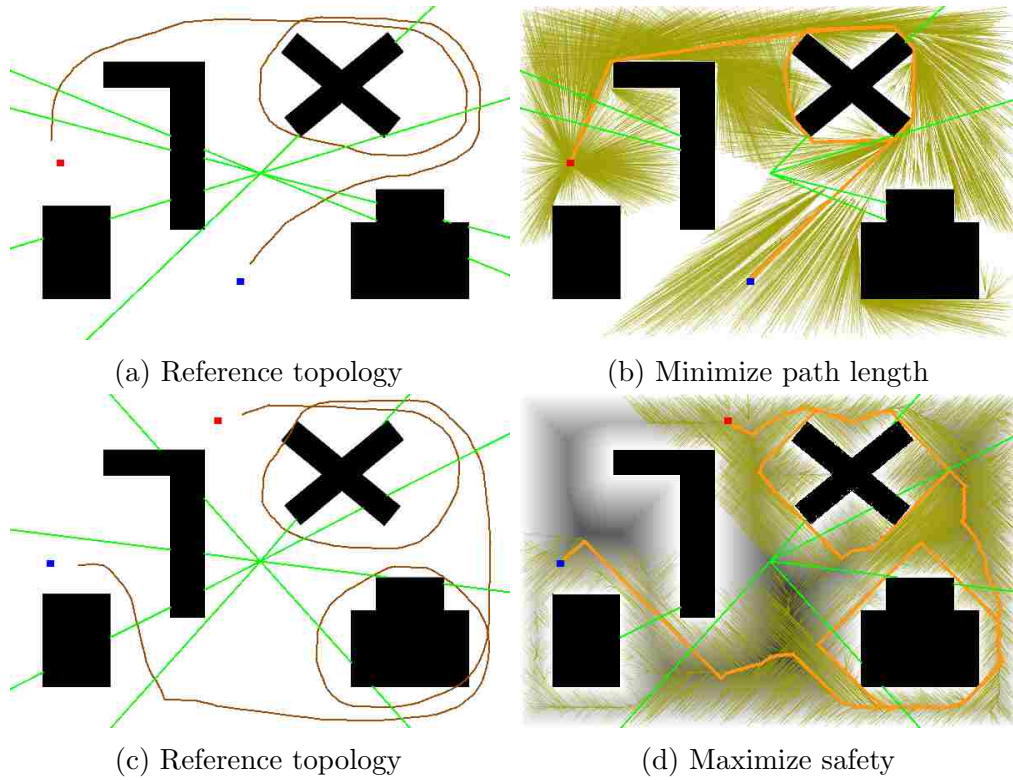 (a) Reference topology
(b) Minimize path length
(c) Reference topology
(d) Maximize safety